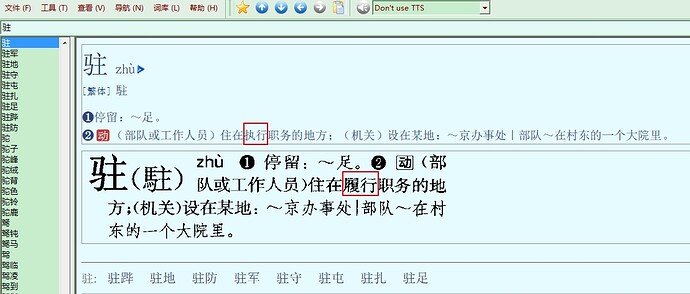 文件 (F) 工具 (T) 查看 (V) 导航 (N) 词库 (L) 帮助 (H) Don't use TTS
驻
驻
驻军
驻地
驻守
驻屯
驻扎
驻足
驻跸
驻防
驼
驼子
驼峰
驼绒
驼背
驼色
驼铃
驼鹿
驽
驽钝
驽马
驾
驾临
驾凌
驾到
驻 zhù
[繁体] 駐
❶停留：～足。
❷ 动 （部队或工作人员）住在执行职务的地方；（机关）设在某地：～京办事处｜部队～在村东的一个大院里。
驻(駐) zhù ❶ 停留：～足。❷ 动 (部
队或工作人员)住在履行职务的地
方；(机关)设在某地：～京办事处|部队～在村
东的一个大院里。
驻: 驻跸 驻地 驻防 驻军 驻守 驻屯 驻扎 驻足